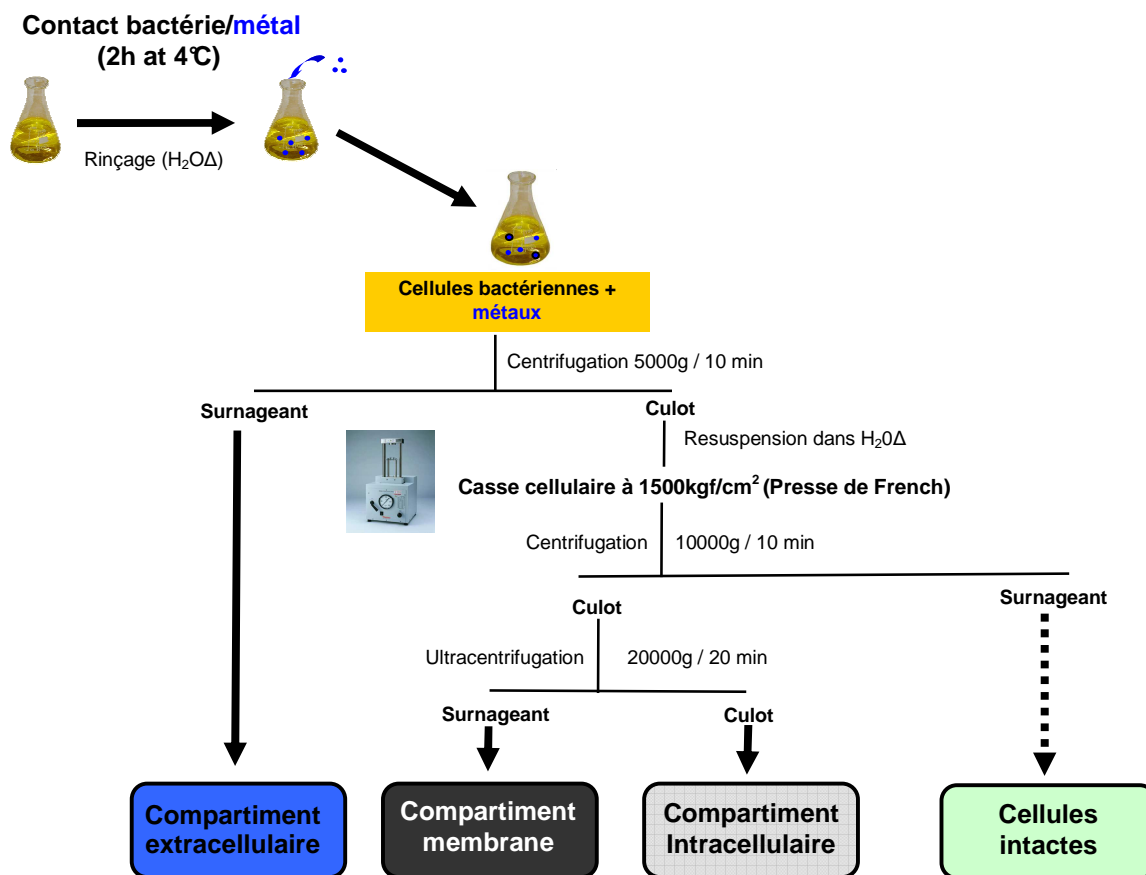 Contact bactérie/métal
(2h at 4°C)
Rinçage (H₂OΔ)
Cellules bactériennes +
métaux
Centrifugation 5000g / 10 min
Surnageant
Culot
Resuspension dans H₂0Δ
Casse cellulaire à 1500kgf/cm² (Presse de French)
Centrifugation 10000g / 10 min
Culot
Surnageant
Ultracentrifugation 20000g / 20 min
Surnageant
Culot
Compartiment
extracellulaire
Compartiment
membrane
Compartiment
Intracellulaire
Cellules
intactes